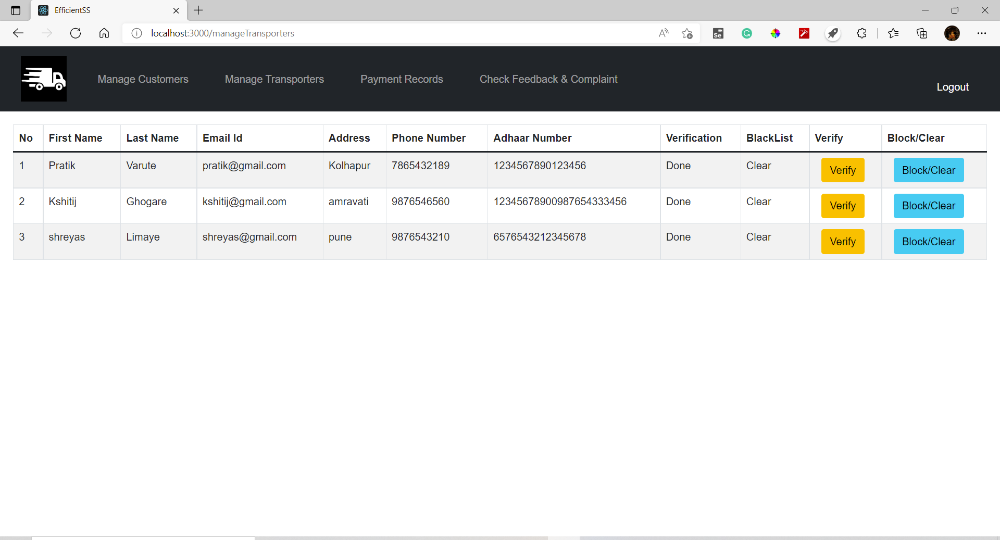 EfficientSS
localhost:3000/manageTransporters
Manage Customers Manage Transporters Payment Records Check Feedback & Complaint Logout
No First Name Last Name Email Id Address Phone Number Adhaar Number Verification BlackList Verify Block/Clear
1 Pratik Varute pratik@gmail.com Kolhapur 7865432189 1234567890123456 Done Clear Verify Block/Clear
2 Kshitij Ghogare kshitij@gmail.com amravati 9876546560 12345678900987654333456 Done Clear Verify Block/Clear
3 shreyas Limaye shreyas@gmail.com pune 9876543210 6576543212345678 Done Clear Verify Block/Clear